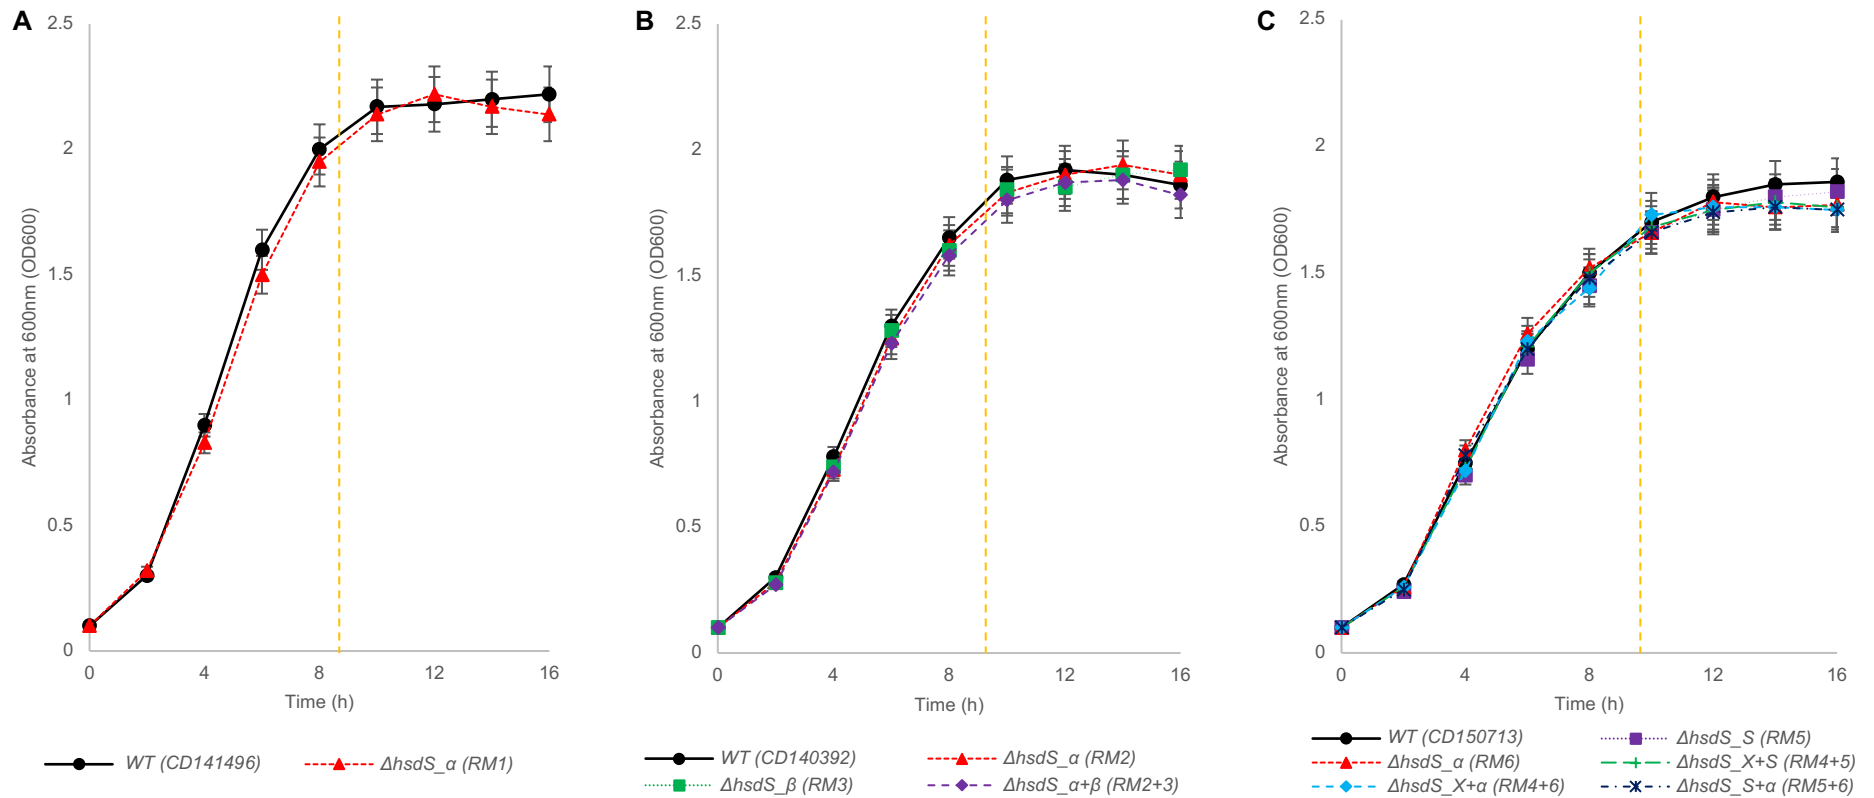 A
2.5
2
1.5
1
0.5
0
0 4 8 12 16
Absorbance at 600nm (OD600)
Time (h)
WT (CD141496) ΔhsdS_α (RM1)
B
2.5
2
1.5
1
0.5
0
0 4 8 12 16
Absorbance at 600nm (OD600)
Time (h)
WT (CD140392) ΔhsdS_α (RM2)
ΔhsdS_β (RM3) ΔhsdS_α+β (RM2+3)
C
2.5
2
1.5
1
0.5
0
0 4 8 12 16
Absorbance at 600nm (OD600)
Time (h)
WT (CD150713) ΔhsdS_S (RM5)
ΔhsdS_α (RM6) ΔhsdS_X+S (RM4+5)
ΔhsdS_X+α (RM4+6) ΔhsdS_S+α (RM5+6)